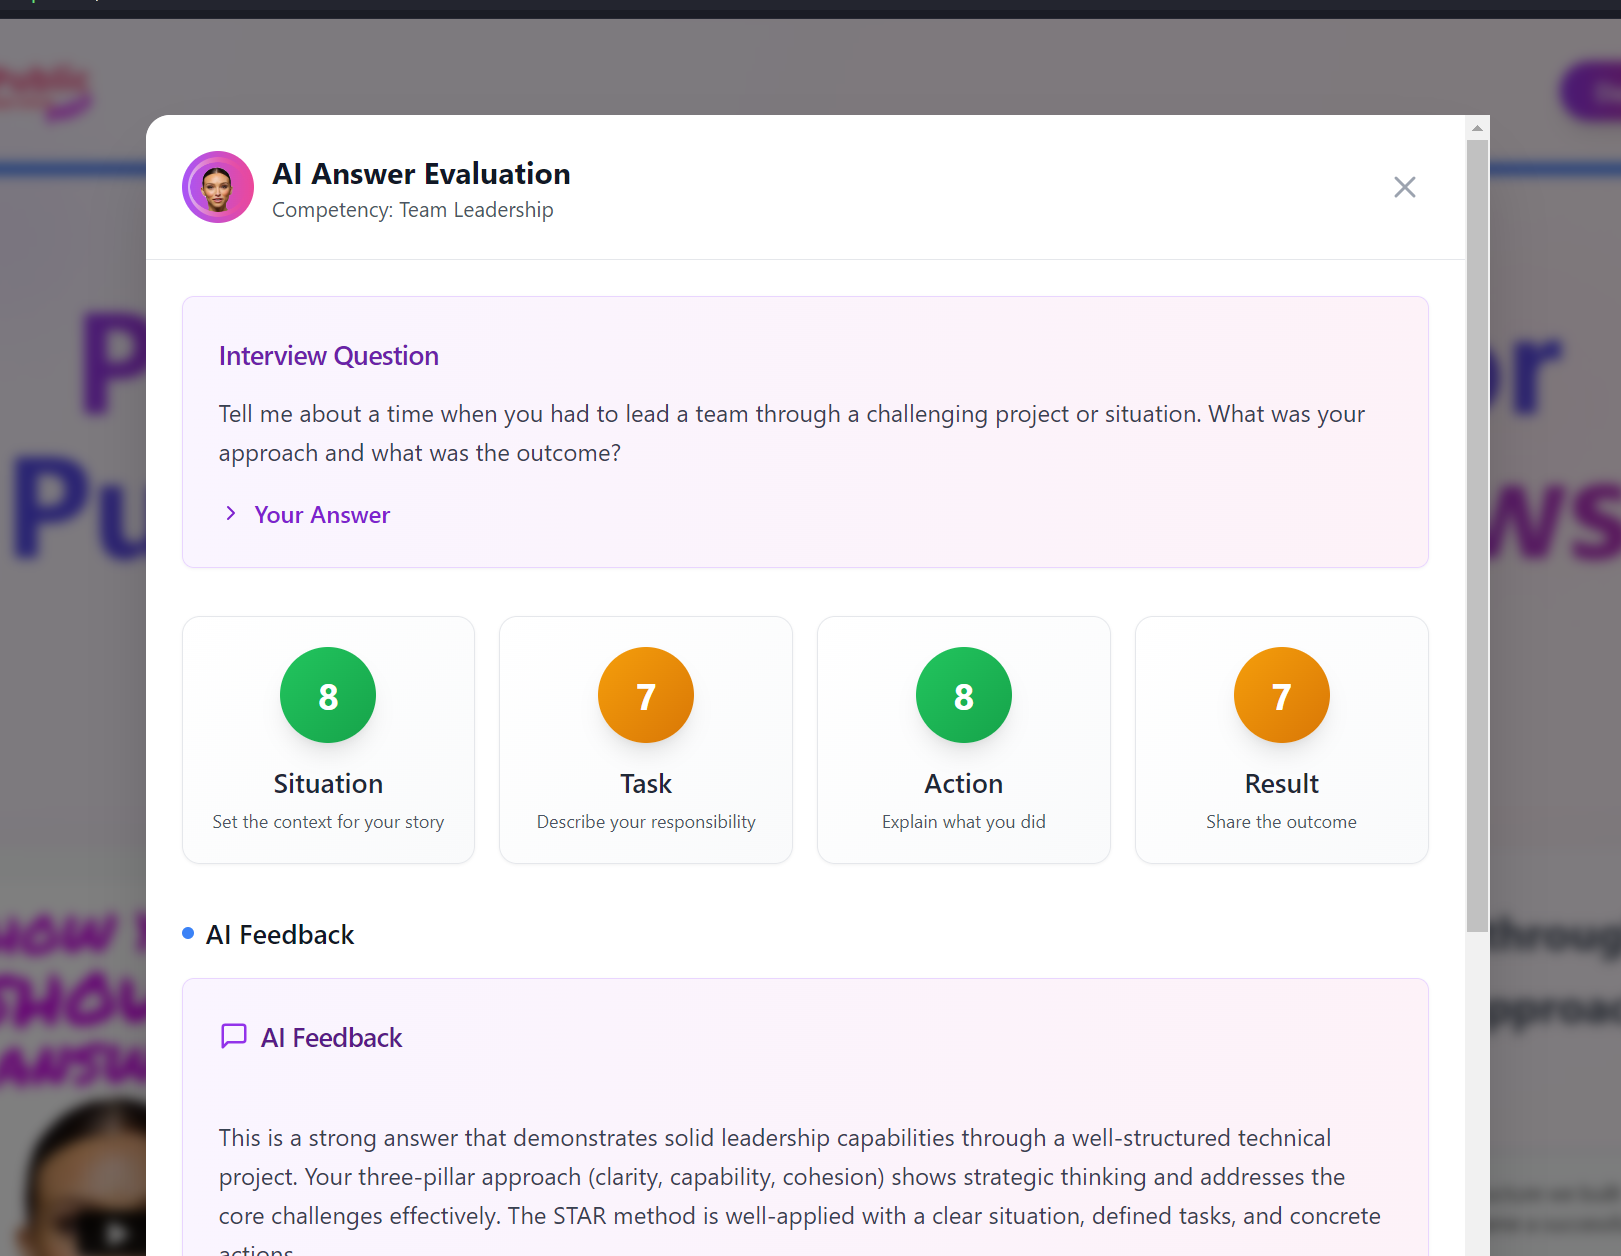 AI Answer Evaluation
Competency: Team Leadership
Interview Question
Tell me about a time when you had to lead a team through a challenging project or situation. What was your
approach and what was the outcome?
Your Answer
8
Situation
Set the context for your story
7
Task
Describe your responsibility
8
Action
Explain what you did
7
Result
Share the outcome
AI Feedback
AI Feedback
This is a strong answer that demonstrates solid leadership capabilities through a well-structured technical
project. Your three-pillar approach (clarity, capability, cohesion) shows strategic thinking and addresses the
core challenges effectively. The STAR method is well-applied with a clear situation, defined tasks, and concrete
actions